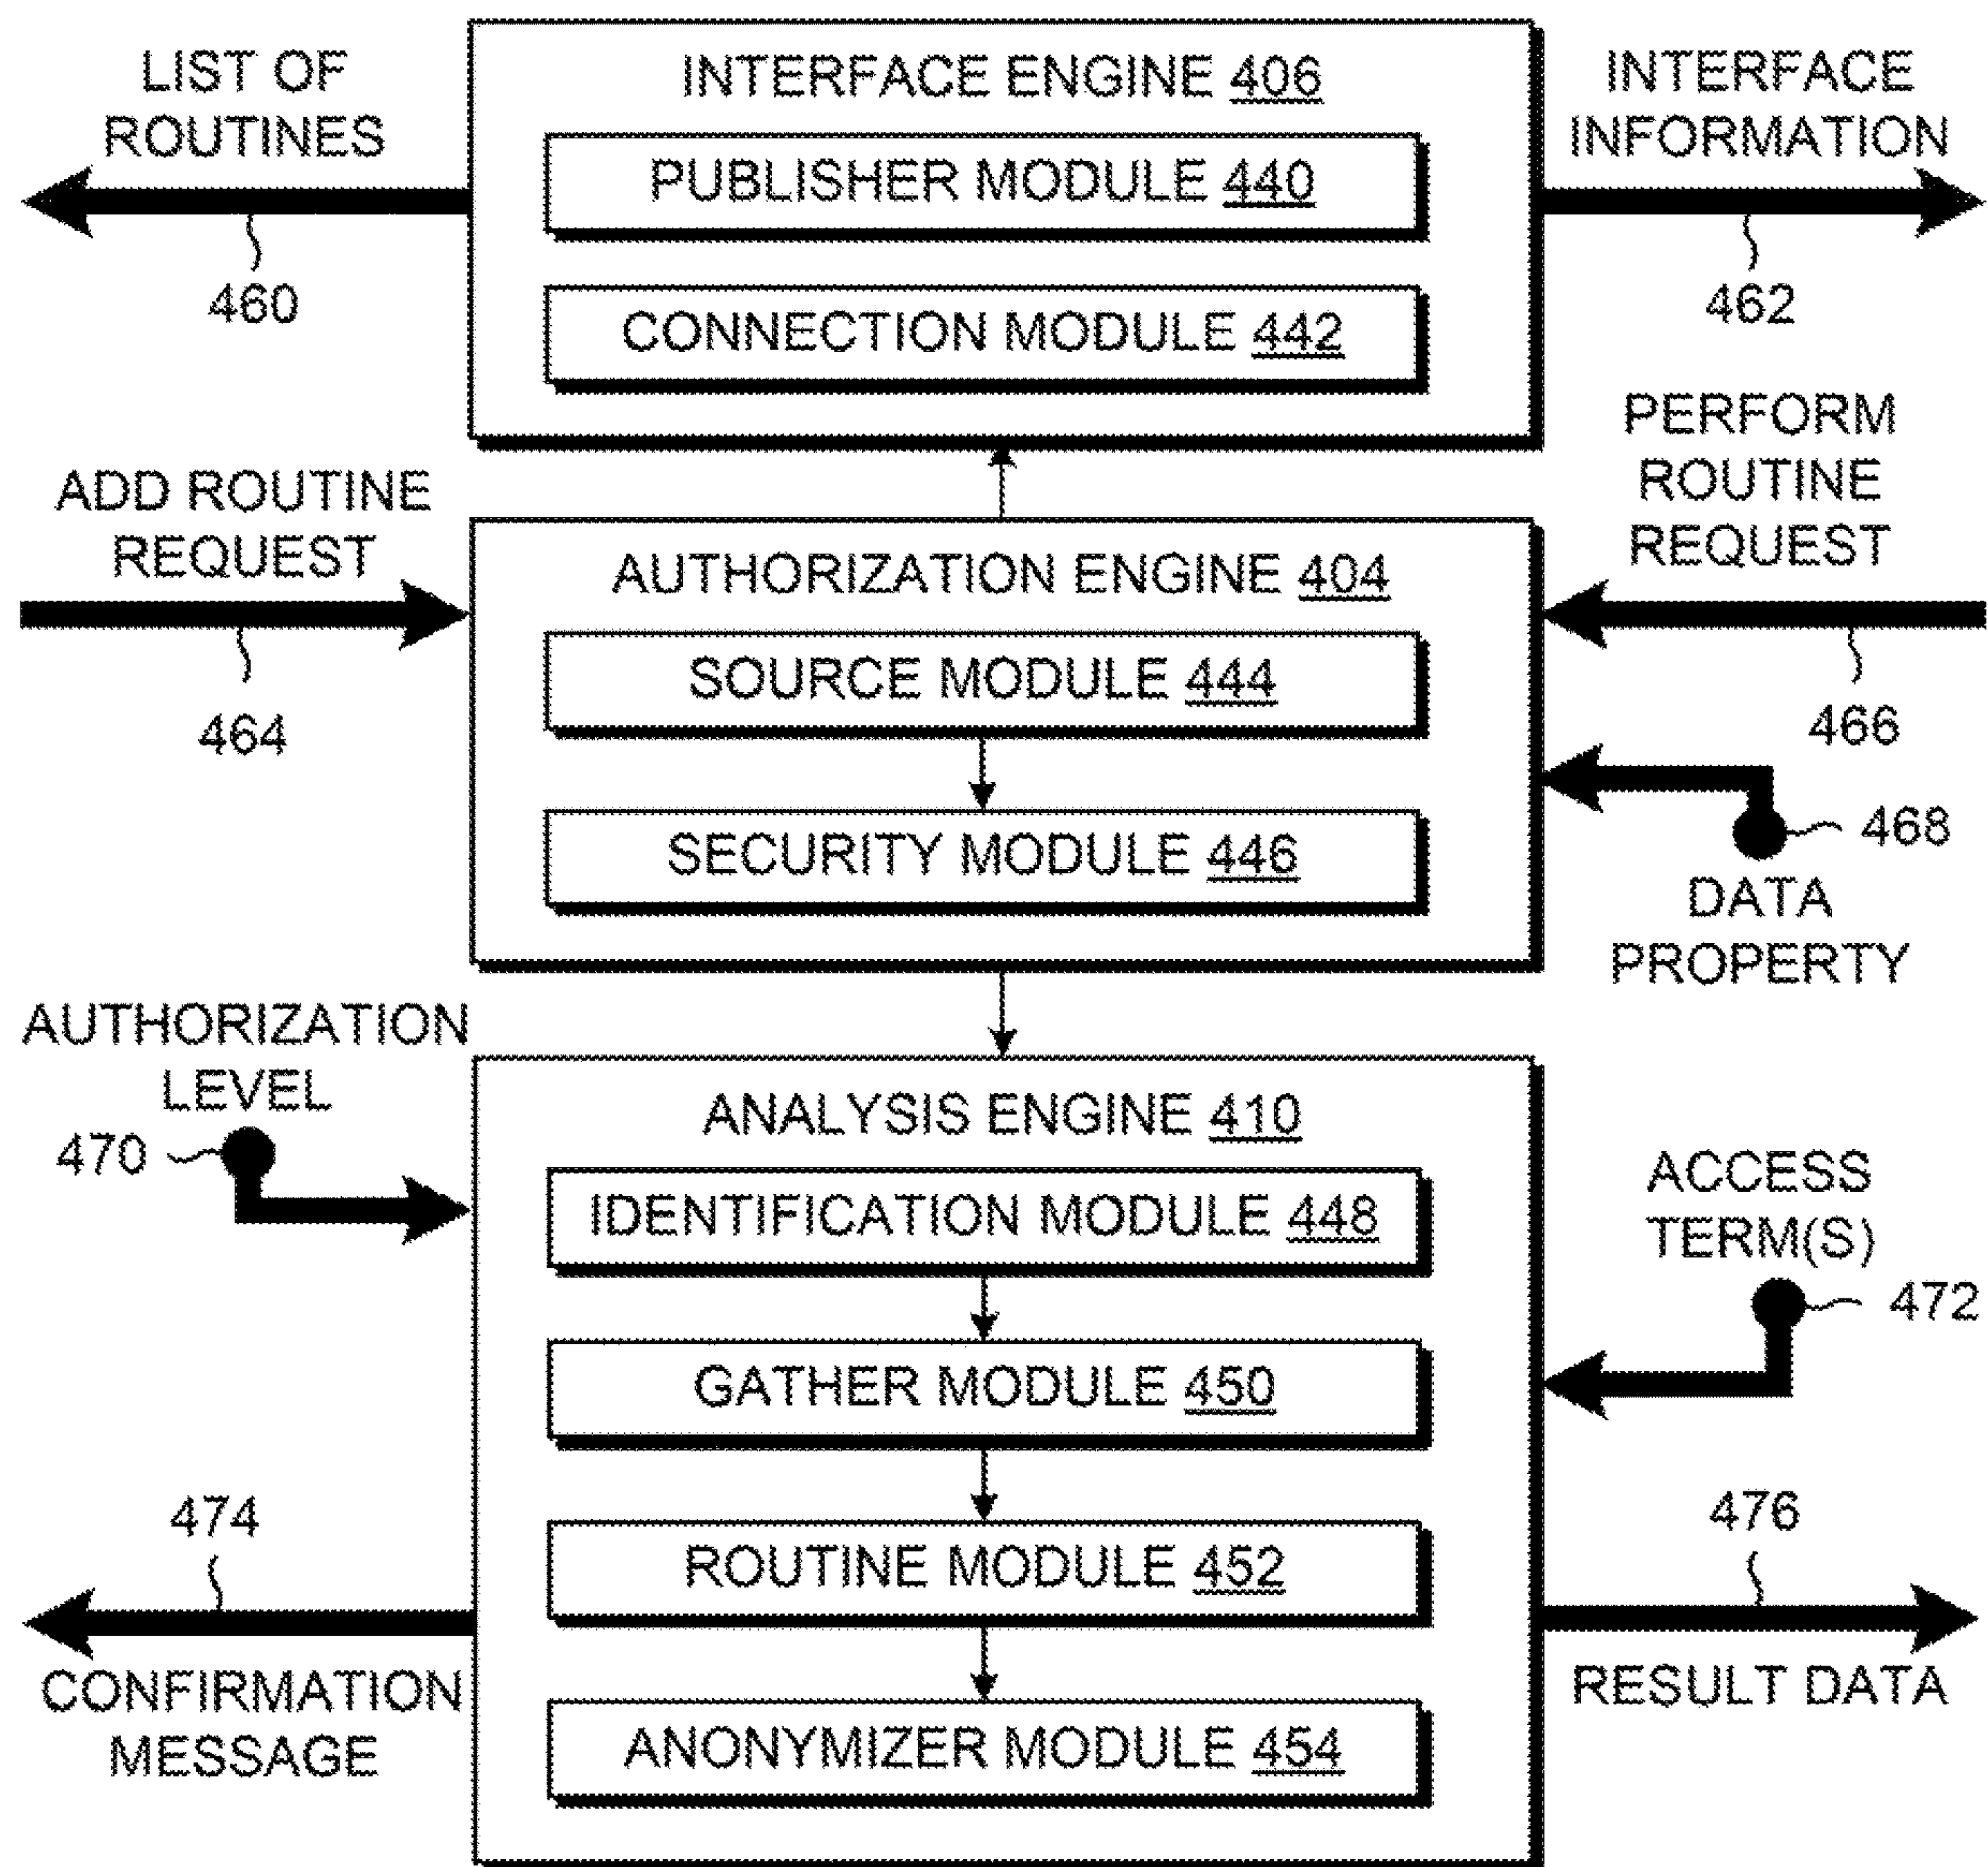 LIST OF
ROUTINES
460
INTERFACE ENGINE 406
PUBLISHER MODULE 440
CONNECTION MODULE 442
INTERFACE
INFORMATION
462
ADD ROUTINE
REQUEST
464
AUTHORIZATION ENGINE 404
SOURCE MODULE 444
SECURITY MODULE 446
PERFORM
ROUTINE
REQUEST
466
468
DATA
PROPERTY
AUTHORIZATION
LEVEL
470
ANALYSIS ENGINE 410
IDENTIFICATION MODULE 448
GATHER MODULE 450
ROUTINE MODULE 452
ANONYMIZER MODULE 454
ACCESS
TERM(S)
472
474
CONFIRMATION
MESSAGE
476
RESULT DATA